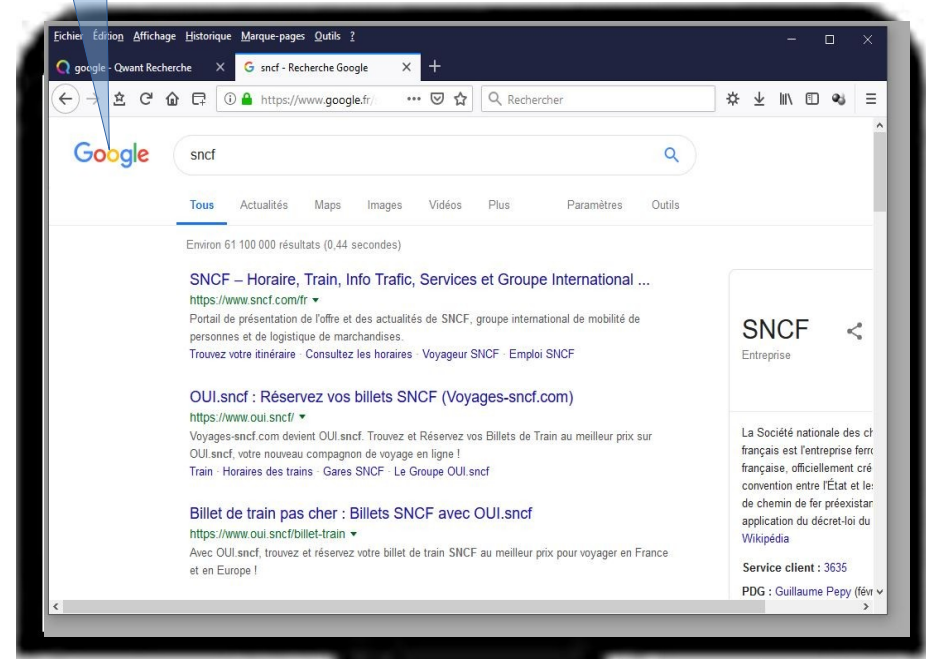 Fichier Édition Affichage Historique Marque-pages Outils ?
google - Qwant Recherche
sncf - Recherche Google
https://www.google.fr/
Rechercher
Google
sncf
Tous Actualités Maps Images Vidéos Plus Paramètres Outils
Environ 61 100 000 résultats (0,44 secondes)
SNCF – Horaire, Train, Info Trafic, Services et Groupe International ...
https://www.sncf.com/fr
Portail de présentation de l'offre et des actualités de SNCF, groupe international de mobilité de
personnes et de logistique de marchandises.
Trouvez votre itinéraire · Consultez les horaires · Voyageur SNCF · Emploi SNCF
OUI.sncf : Réservez vos billets SNCF (Voyages-sncf.com)
https://www.oui.sncf/
Voyages-sncf.com devient OUI.sncf. Trouvez et Réservez vos Billets de Train au meilleur prix sur
OUI.sncf, votre nouveau compagnon de voyage en ligne !
Train · Horaires des trains · Gares SNCF · Le Groupe OUI.sncf
Billet de train pas cher : Billets SNCF avec OUI.sncf
https://www.oui.sncf/billet-train
Avec OUI.sncf, trouvez et réservez votre billet de train SNCF au meilleur prix pour voyager en France
et en Europe !
SNCF
Entreprise
La Société nationale des ch
français est l'entreprise ferro
française, officiellement cré
convention entre l'État et les
de chemin de fer préexistan
application du décret-loi du
Wikipédia
Service client : 3635
PDG : Guillaume Pepy (févr